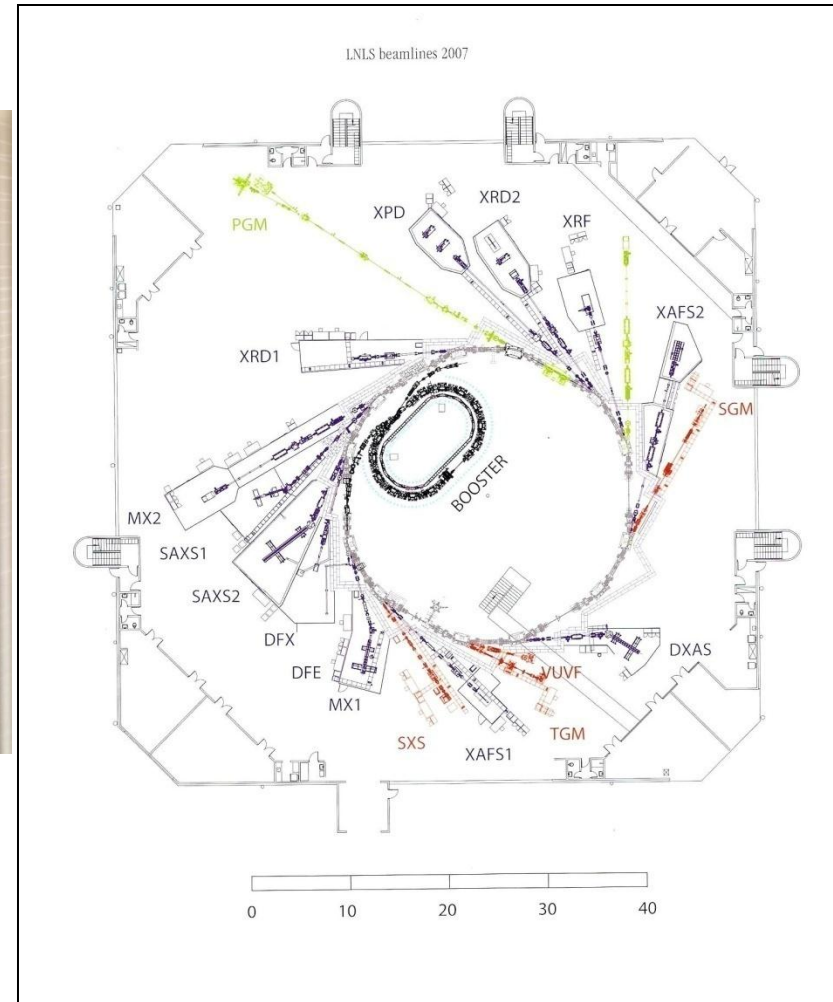 LNLS beamlines 2007
PGM
XPD
XRD2
XRF
XAFS2
XRD1
SGM
BOOSTER
MX2
SAXS1
SAXS2
DFX
DFE
MX1
DXAS
VUVF
TGM
SXS
XAFS1
0 10 20 30 40